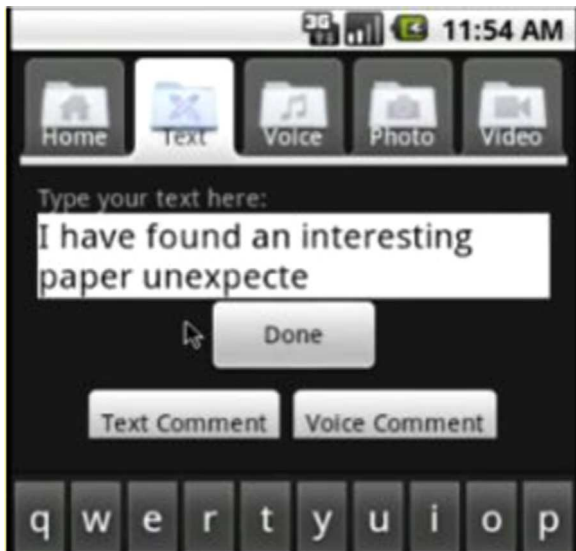 3G
11:54 AM
Home Text Voice Photo Video
Type your text here:
I have found an interesting
paper unexpecte
Done
Text Comment Voice Comment
q w e r t y u i o p